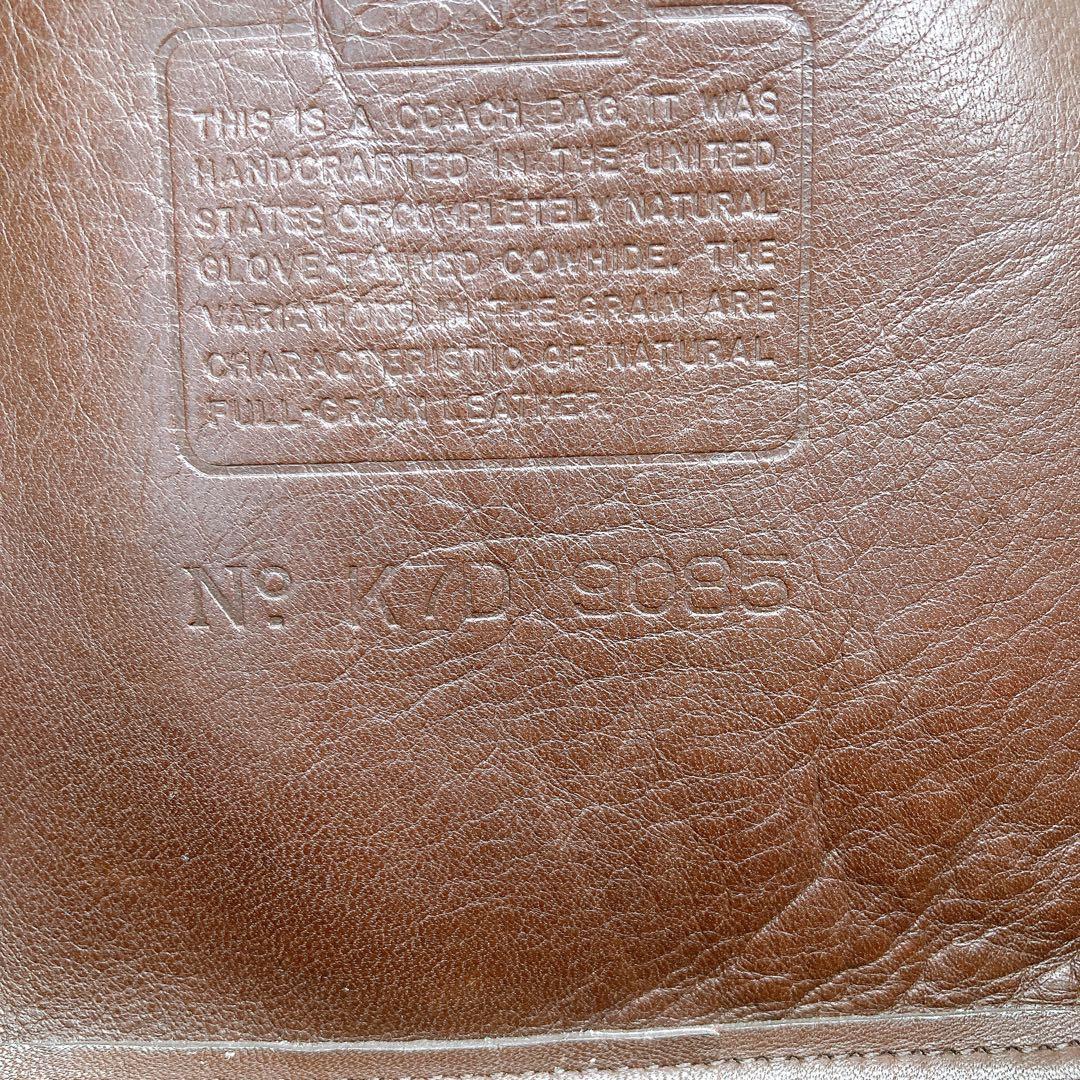 COACH
THIS IS A COACH BAG. IT WAS
HANDCRAFTED IN THE UNITED
STATES OF COMPLETELY NATURAL
GLOVE-TANNED COWHIDE. THE
VARIATIONS IN THE GRAIN ARE
CHARACTERISTIC OF NATURAL
FULL-GRAIN LEATHER.
Nº K7D 9085